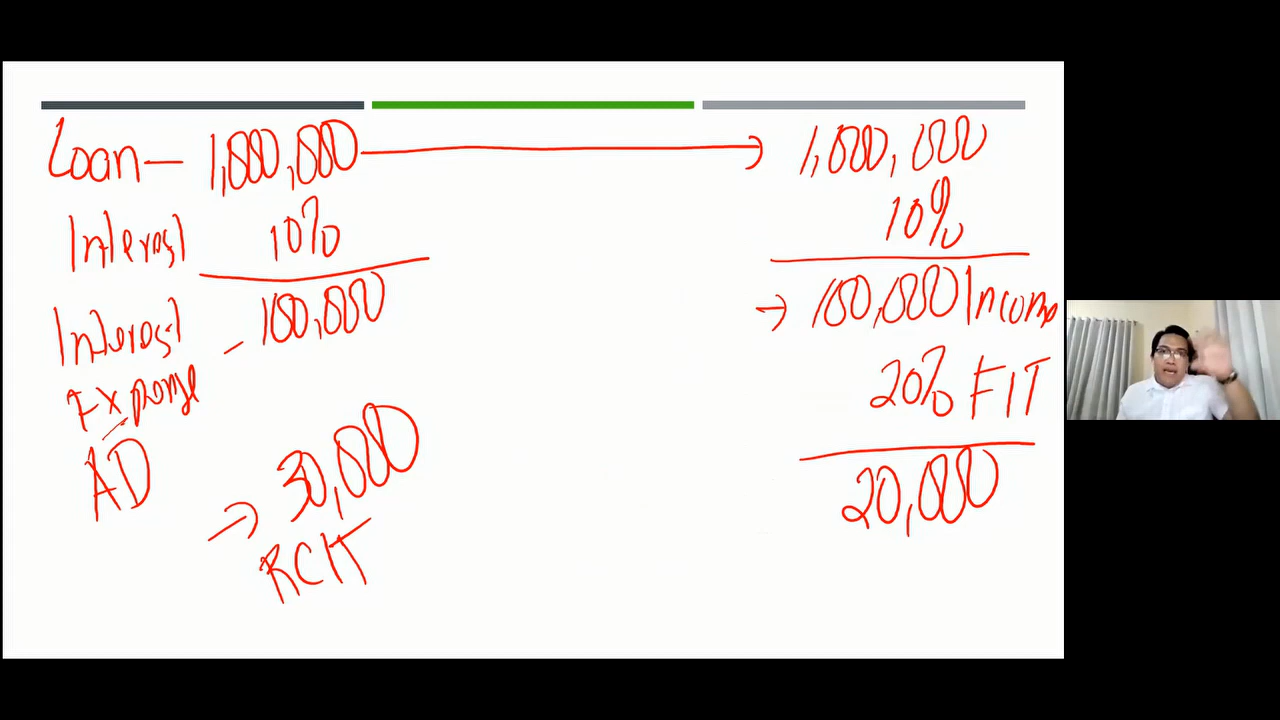 Loan – 1,000,000 → 1,000,000
Interest 10% 10%
Interest 100,000 → 100,000 Income
Expense
20% FIT
AD → 30,000 20,000
RCIT